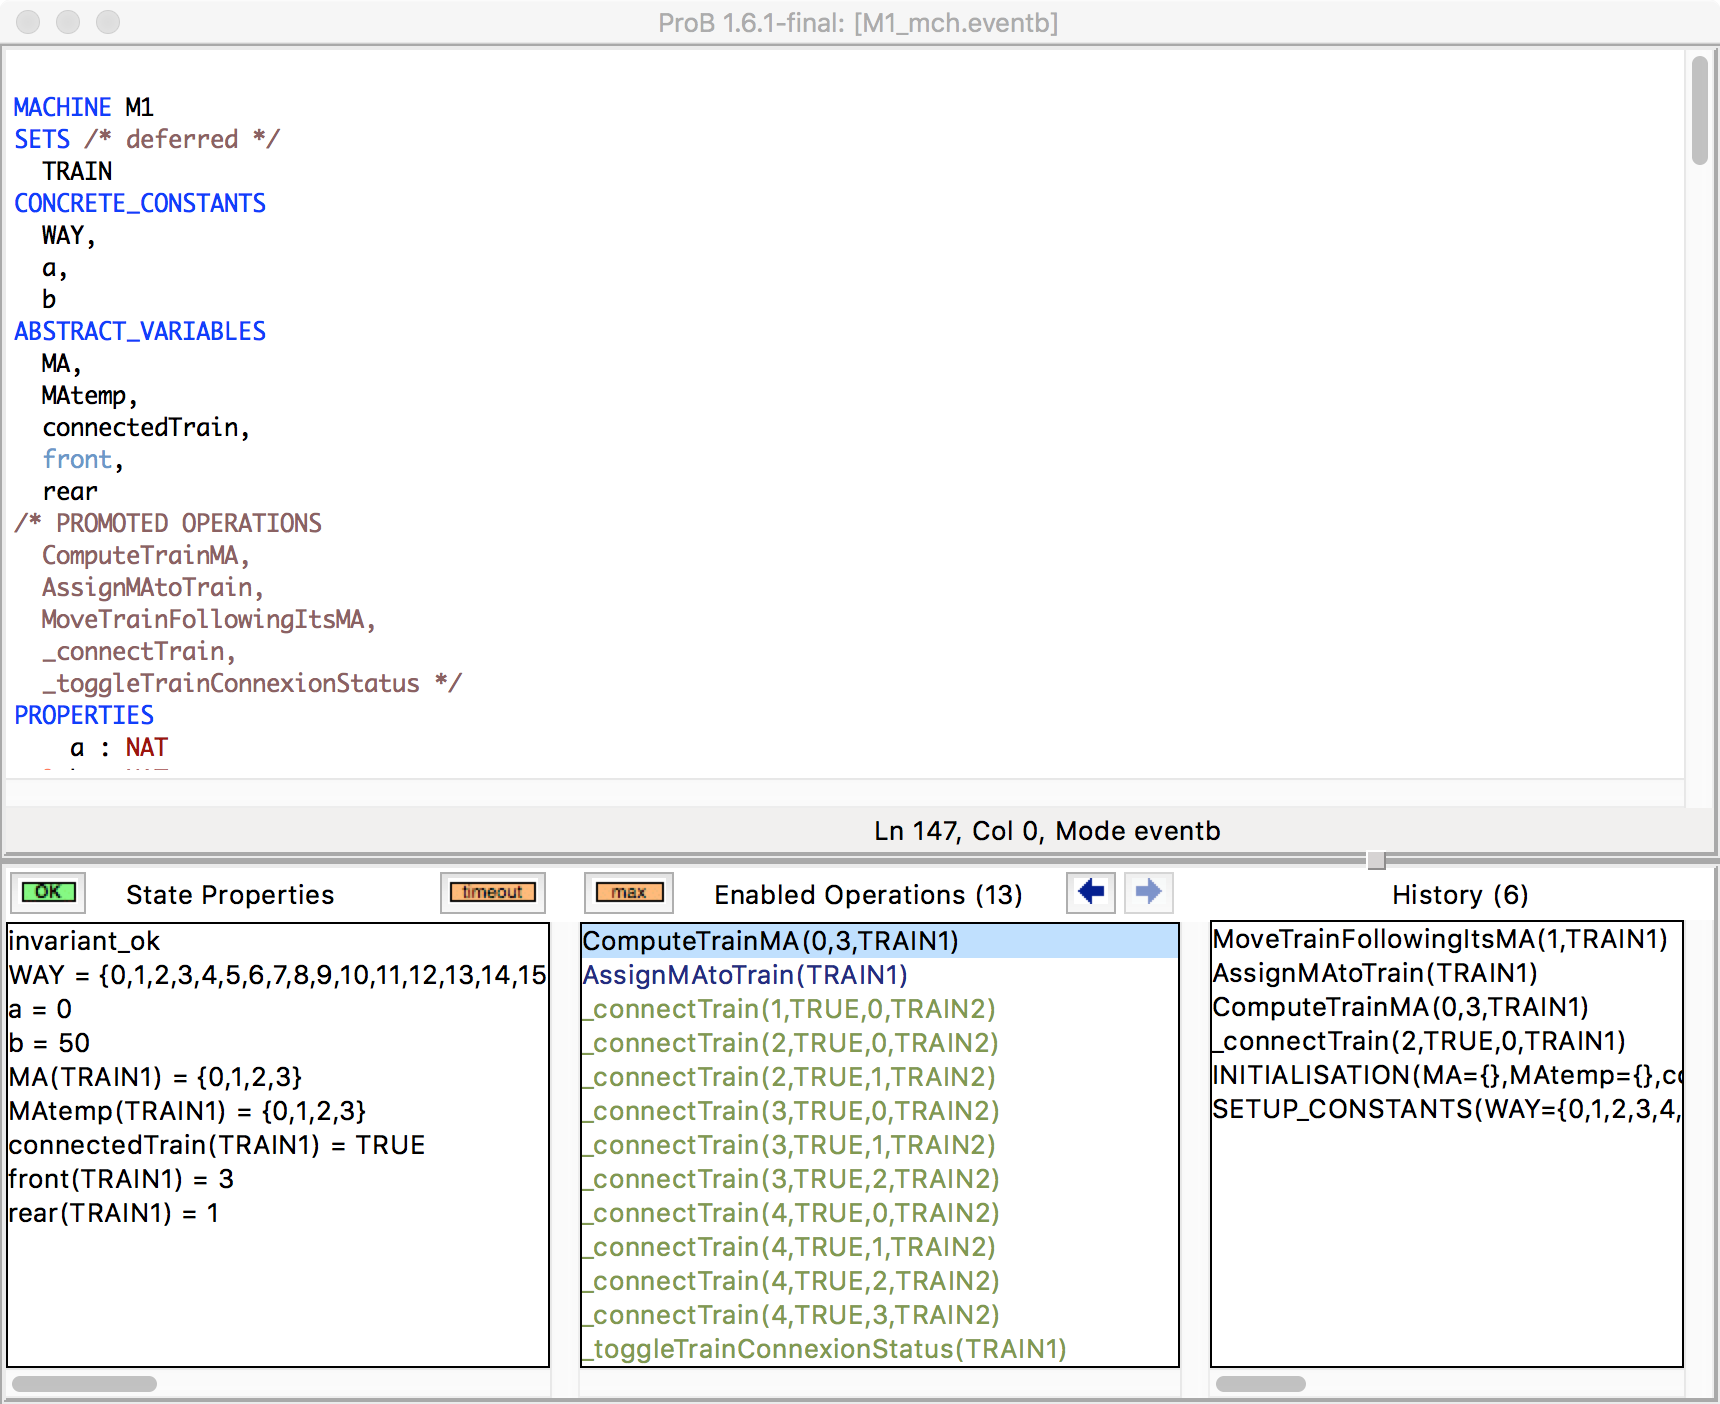 ProB 1.6.1-final: [M1_mch.eventb]
MACHINE M1
SETS /* deferred */
TRAIN
CONCRETE_CONSTANTS
WAY,
a,
b
ABSTRACT_VARIABLES
MA,
MAtemp,
connectedTrain,
front,
rear
/* PROMOTED OPERATIONS
ComputeTrainMA,
AssignMAtoTrain,
MoveTrainFollowingItsMA,
_connectTrain,
_toggleTrainConnexionStatus */
PROPERTIES
a : NAT
Ln 147, Col 0, Mode eventb
OK State Properties timeout
invariant_ok
WAY = {0,1,2,3,4,5,6,7,8,9,10,11,12,13,14,15
a = 0
b = 50
MA(TRAIN1) = {0,1,2,3}
MAtemp(TRAIN1) = {0,1,2,3}
connectedTrain(TRAIN1) = TRUE
front(TRAIN1) = 3
rear(TRAIN1) = 1
max Enabled Operations (13)
ComputeTrainMA(0,3,TRAIN1)
AssignMAtoTrain(TRAIN1)
_connectTrain(1,TRUE,0,TRAIN2)
_connectTrain(2,TRUE,0,TRAIN2)
_connectTrain(2,TRUE,1,TRAIN2)
_connectTrain(3,TRUE,0,TRAIN2)
_connectTrain(3,TRUE,1,TRAIN2)
_connectTrain(3,TRUE,2,TRAIN2)
_connectTrain(4,TRUE,0,TRAIN2)
_connectTrain(4,TRUE,1,TRAIN2)
_connectTrain(4,TRUE,2,TRAIN2)
_connectTrain(4,TRUE,3,TRAIN2)
_toggleTrainConnexionStatus(TRAIN1)
History (6)
MoveTrainFollowingItsMA(1,TRAIN1)
AssignMAtoTrain(TRAIN1)
ComputeTrainMA(0,3,TRAIN1)
_connectTrain(2,TRUE,0,TRAIN1)
INITIALISATION(MA={},MAtemp={},co
SETUP_CONSTANTS(WAY={0,1,2,3,4,